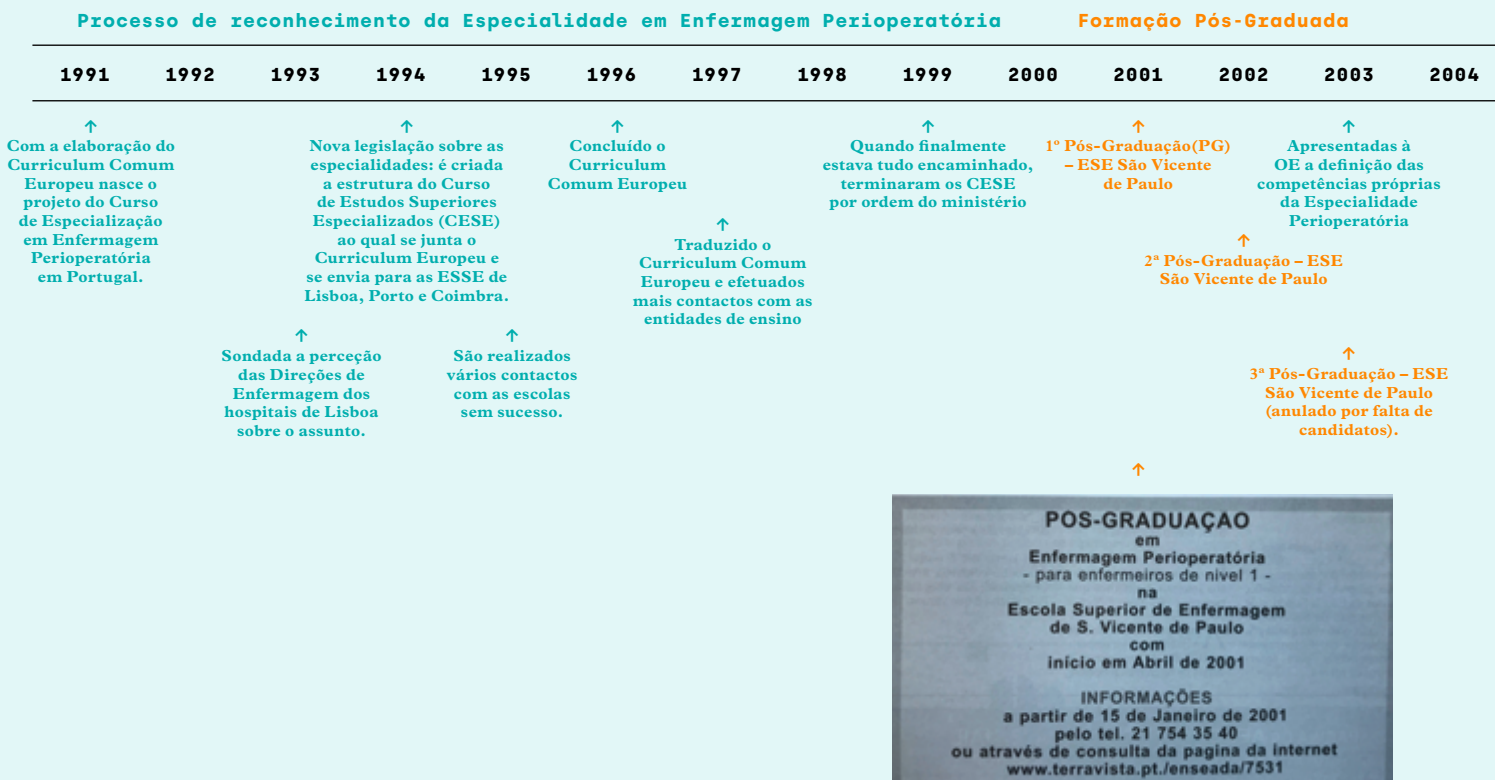 Processo de reconhecimento da Especialidade em Enfermagem Perioperatória
Formação Pós-Graduada
1991 1992 1993 1994 1995 1996 1997 1998 1999 2000 2001 2002 2003 2004
↑
Com a elaboração do
Curriculum Comum
Europeu nasce o
projeto do Curso
de Especialização
em Enfermagem
Perioperatória
em Portugal.
↑
Sondada a perceção
das Direções de
Enfermagem dos
hospitais de Lisboa
sobre o assunto.
↑
Nova legislação sobre as
especialidades: é criada
a estrutura do Curso
de Estudos Superiores
Especializados (CESE)
ao qual se junta o
Curriculum Europeu e
se envia para as ESSE de
Lisboa, Porto e Coimbra.
↑
São realizados
vários contactos
com as escolas
sem sucesso.
↑
Concluído o
Curriculum
Comum Europeu
↑
Traduzido o
Curriculum Comum
Europeu e efetuados
mais contactos com as
entidades de ensino
↑
Quando finalmente
estava tudo encaminhado,
terminaram os CESE
por ordem do ministério
↑
1º Pós-Graduação(PG)
– ESE São Vicente
de Paulo
↑
2ª Pós-Graduação – ESE
São Vicente de Paulo
↑
Apresentadas à
OE a definição das
competências próprias
da Especialidade
Perioperatória
↑
3ª Pós-Graduação – ESE
São Vicente de Paulo
(anulado por falta de
candidatos).
↑
POS-GRADUAÇAO
em
Enfermagem Perioperatória
- para enfermeiros de nivel 1 -
na
Escola Superior de Enfermagem
de S. Vicente de Paulo
com
início em Abril de 2001
INFORMAÇÕES
a partir de 15 de Janeiro de 2001
pelo tel. 21 754 35 40
ou através de consulta da pagina da internet
www.terravista.pt./enseada/7531